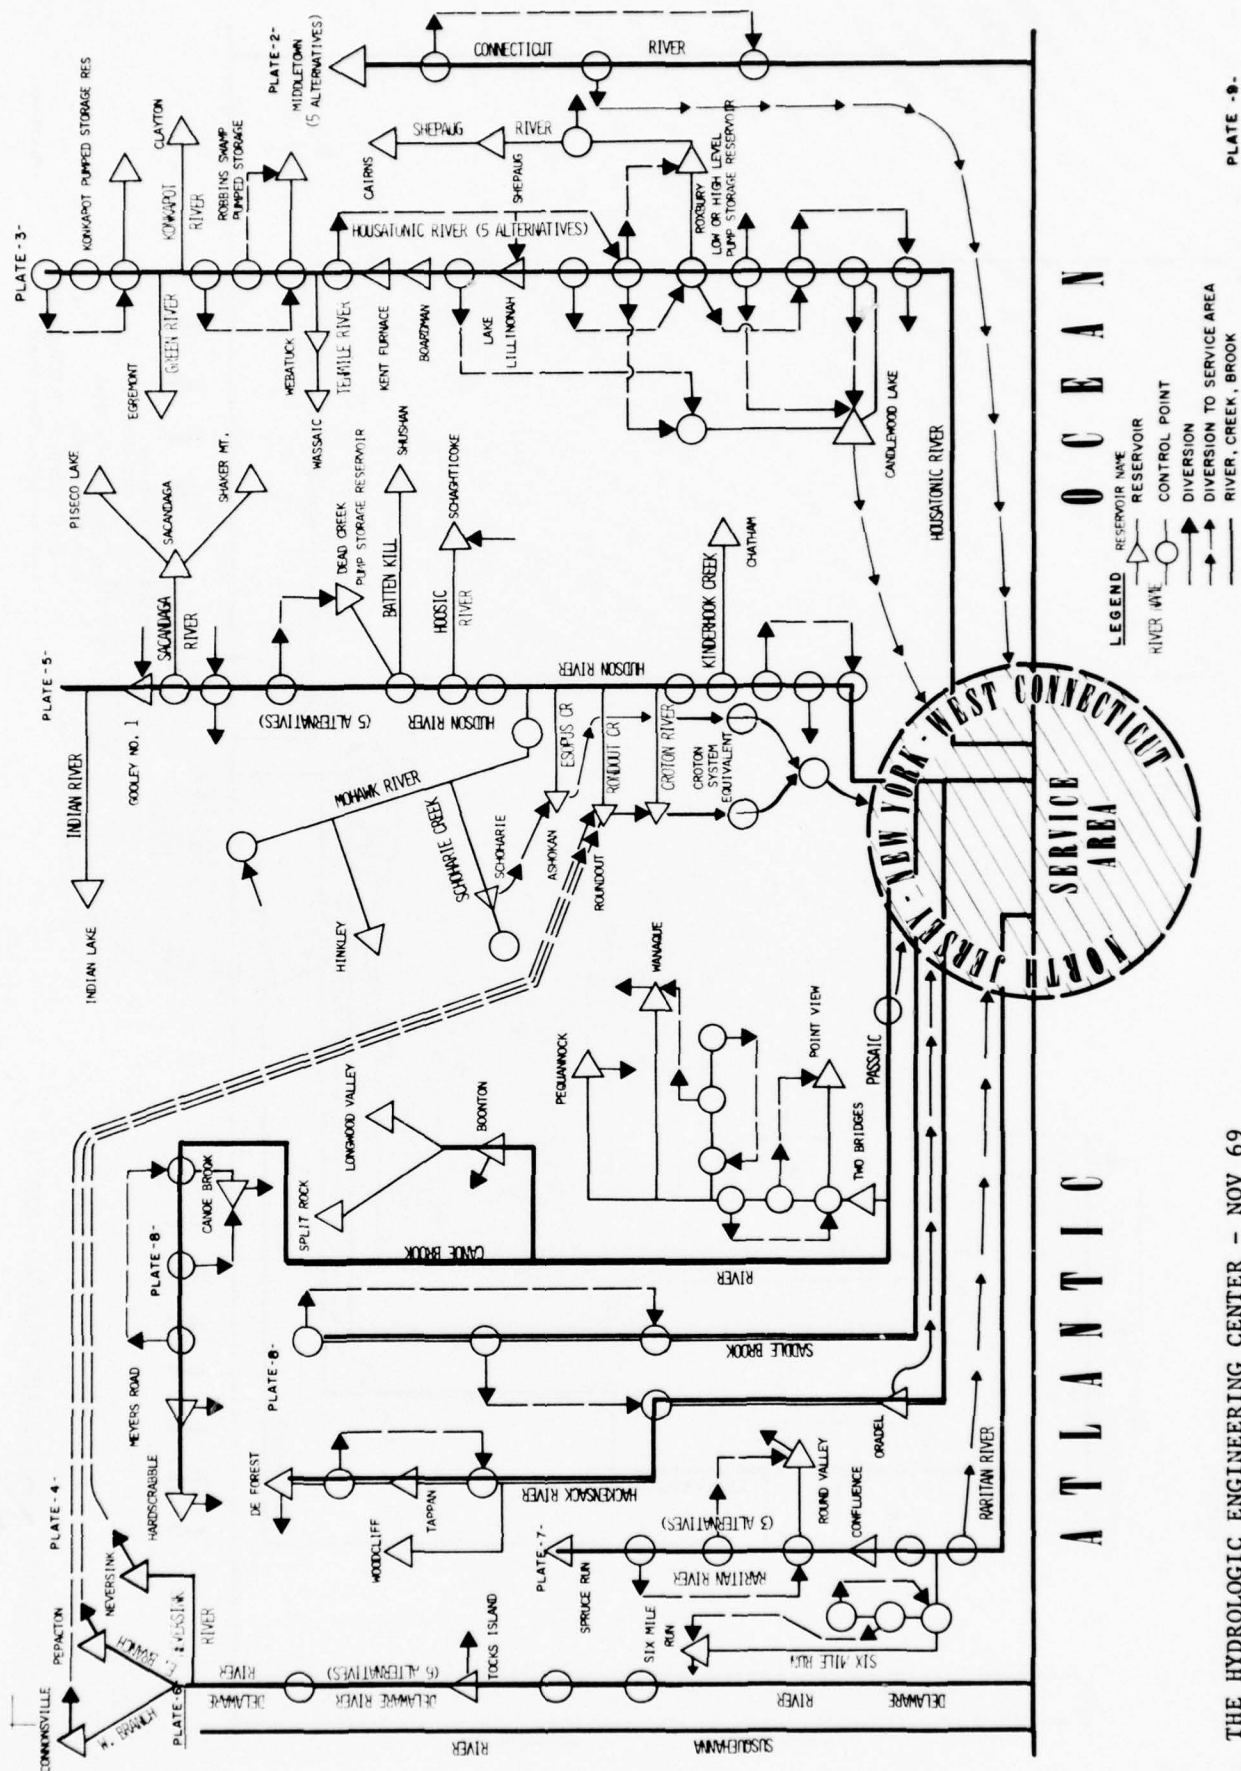 PLATE -3-
KONKAPOT PUMPED STORAGE RES
KONKAPOT
RIVER
CLAYTON
ROBBINS SWAMP
PUMPED STORAGE
PLATE -2-
MIDDLETOWN
(5 ALTERNATIVES)
CONNECTICUT
RIVER
EGREMONT
GREEN RIVER
WEBATUCK
WASSAIC
TENMILE RIVER
KENT FURNACE
BOARDMAN
HOUSATONIC RIVER (5 ALTERNATIVES)
LAKE
LILLINONAH
CAIRNS
SHEPAUG
RIVER
SHEPAUG
ROXBURY
LOW OR HIGH LEVEL
PUMP STORAGE RESERVOIR
CANDLEWOOD LAKE
HOUSATONIC RIVER
PLATE -5-
PISECO LAKE
SACANDAGA
SHAKER MT.
SACANDAGA
RIVER
GOOLEY NO. 1
INDIAN RIVER
INDIAN LAKE
DEAD CREEK
PUMP STORAGE RESERVOIR
(5 ALTERNATIVES)
BATTEN KILL
SHUSHAN
HUDSON RIVER
HOOSIC
RIVER
SCHAGHTICOKE
HUDSON RIVER
KINDERHOOK CREEK
CHATHAM
MOHAWK RIVER
HINKLEY
SCHOHARIE CREEK
SCHOHARIE
ESOPUS CR
ASHOKAN
RONDOUT CR
ROUNDOUT
CROTON RIVER
CROTON
SYSTEM
EQUIVALENT
PLATE -4-
CONNONSVILLE
PEPACTON
NEVERSINK
W. BRANCH
E. BRANCH
NEVERSINK
RIVER
PLATE-6-
HARDSCRABBLE
MEYERS ROAD
PLATE -8-
CANOE BROOK
SPLIT ROCK
LONGWOOD VALLEY
BOONTON
CANOE BROOK
RIVER
PEQUANNOCK
WANAQUE
POINT VIEW
TWO BRIDGES
PASSAIC
PLATE -8-
SADDLE BROOK
DE FOREST
TAPPAN
WOODCLIFF
HACKENSACK RIVER
ORADEL
PLATE -7-
SPRUCE RUN
RARITAN RIVER
(3 ALTERNATIVES)
ROUND VALLEY
CONFLUENCE
SIX MILE
RUN
SIX MILE RUN
RARITAN RIVER
DELAWARE
RIVER
DELAWARE RIVER
(6 ALTERNATIVES)
TOCKS ISLAND
RIVER
DELAWARE
RIVER
SUSQUEHANNA
NORTH JERSEY-NEW YORK-WEST CONNECTICUT
SERVICE
AREA
ATLANTIC OCEAN
LEGEND
RESERVOIR NAME
RESERVOIR
RIVER NAME
CONTROL POINT
DIVERSION
DIVERSION TO SERVICE AREA
RIVER, CREEK, BROOK
PLATE -9-
THE HYDROLOGIC ENGINEERING CENTER - NOV 69